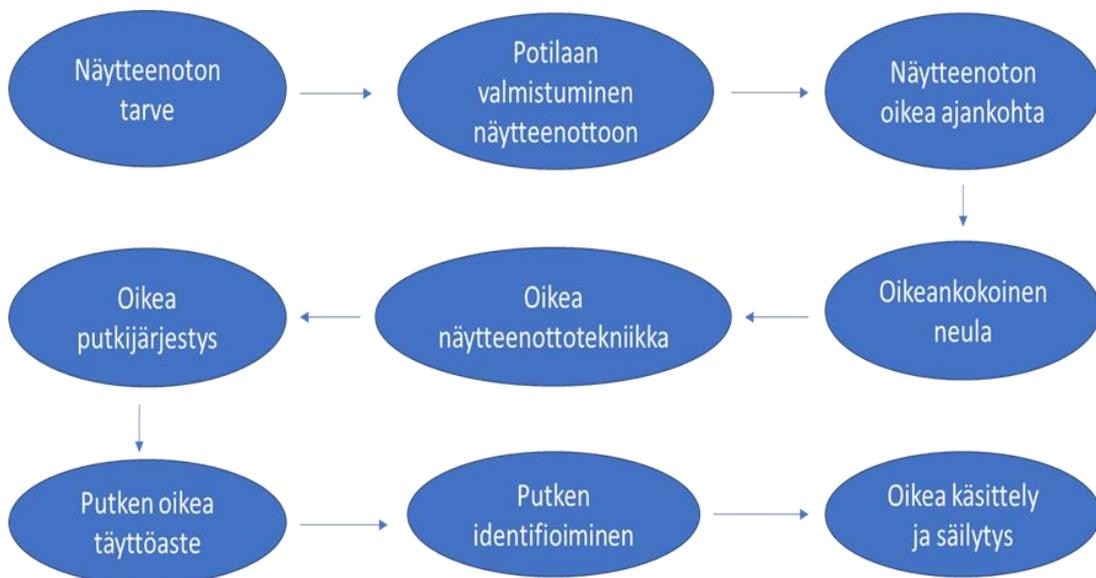 Näytteenoton
tarve
Potilaan
valmistuminen
näytteenottoon
Näytteenoton
oikea ajankohta
Oikeankokoinen
neula
Oikea
näytteenottotekniikka
Oikea
putkijärjestys
Putken oikea
täyttöaste
Putken
identifioiminen
Oikea käsittely
ja säilytys